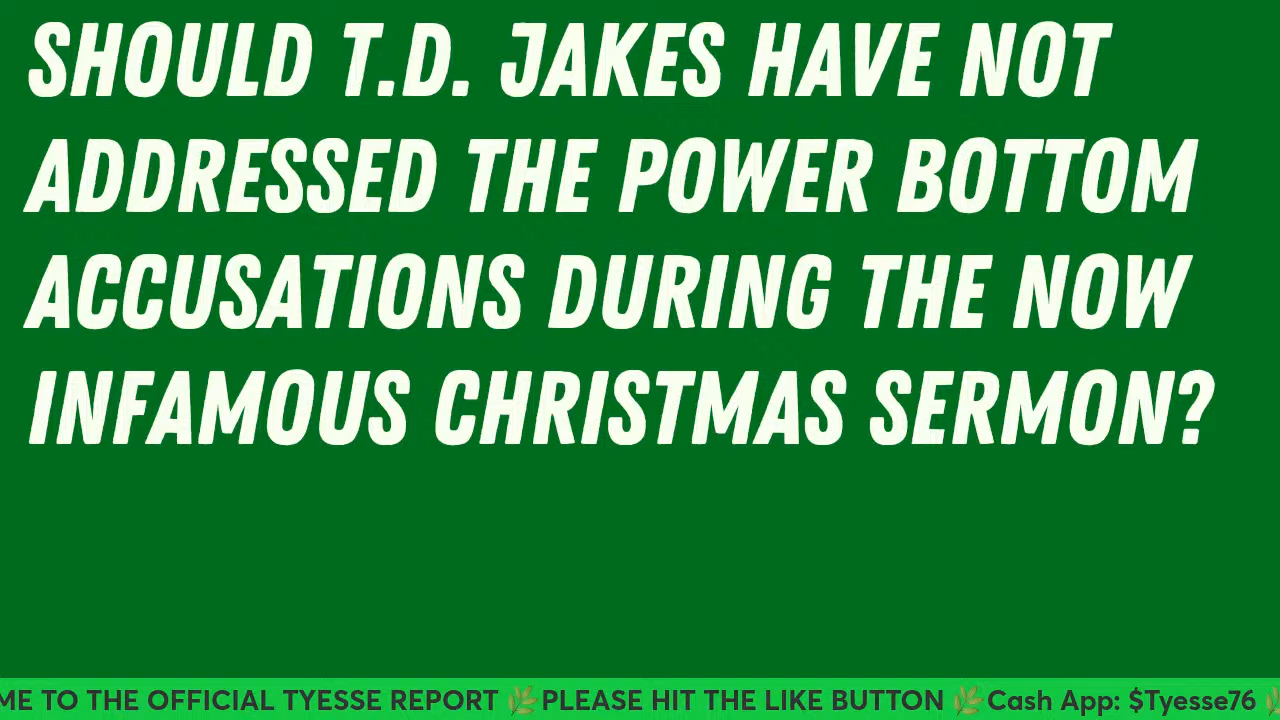 SHOULD T.D. JAKES HAVE NOT
ADDRESSED THE POWER BOTTOM
ACCUSATIONS DURING THE NOW
INFAMOUS CHRISTMAS SERMON?
ME TO THE OFFICIAL TYESSE REPORT 🌿 PLEASE HIT THE LIKE BUTTON 🌿 Cash App: $Tyesse76 🌿